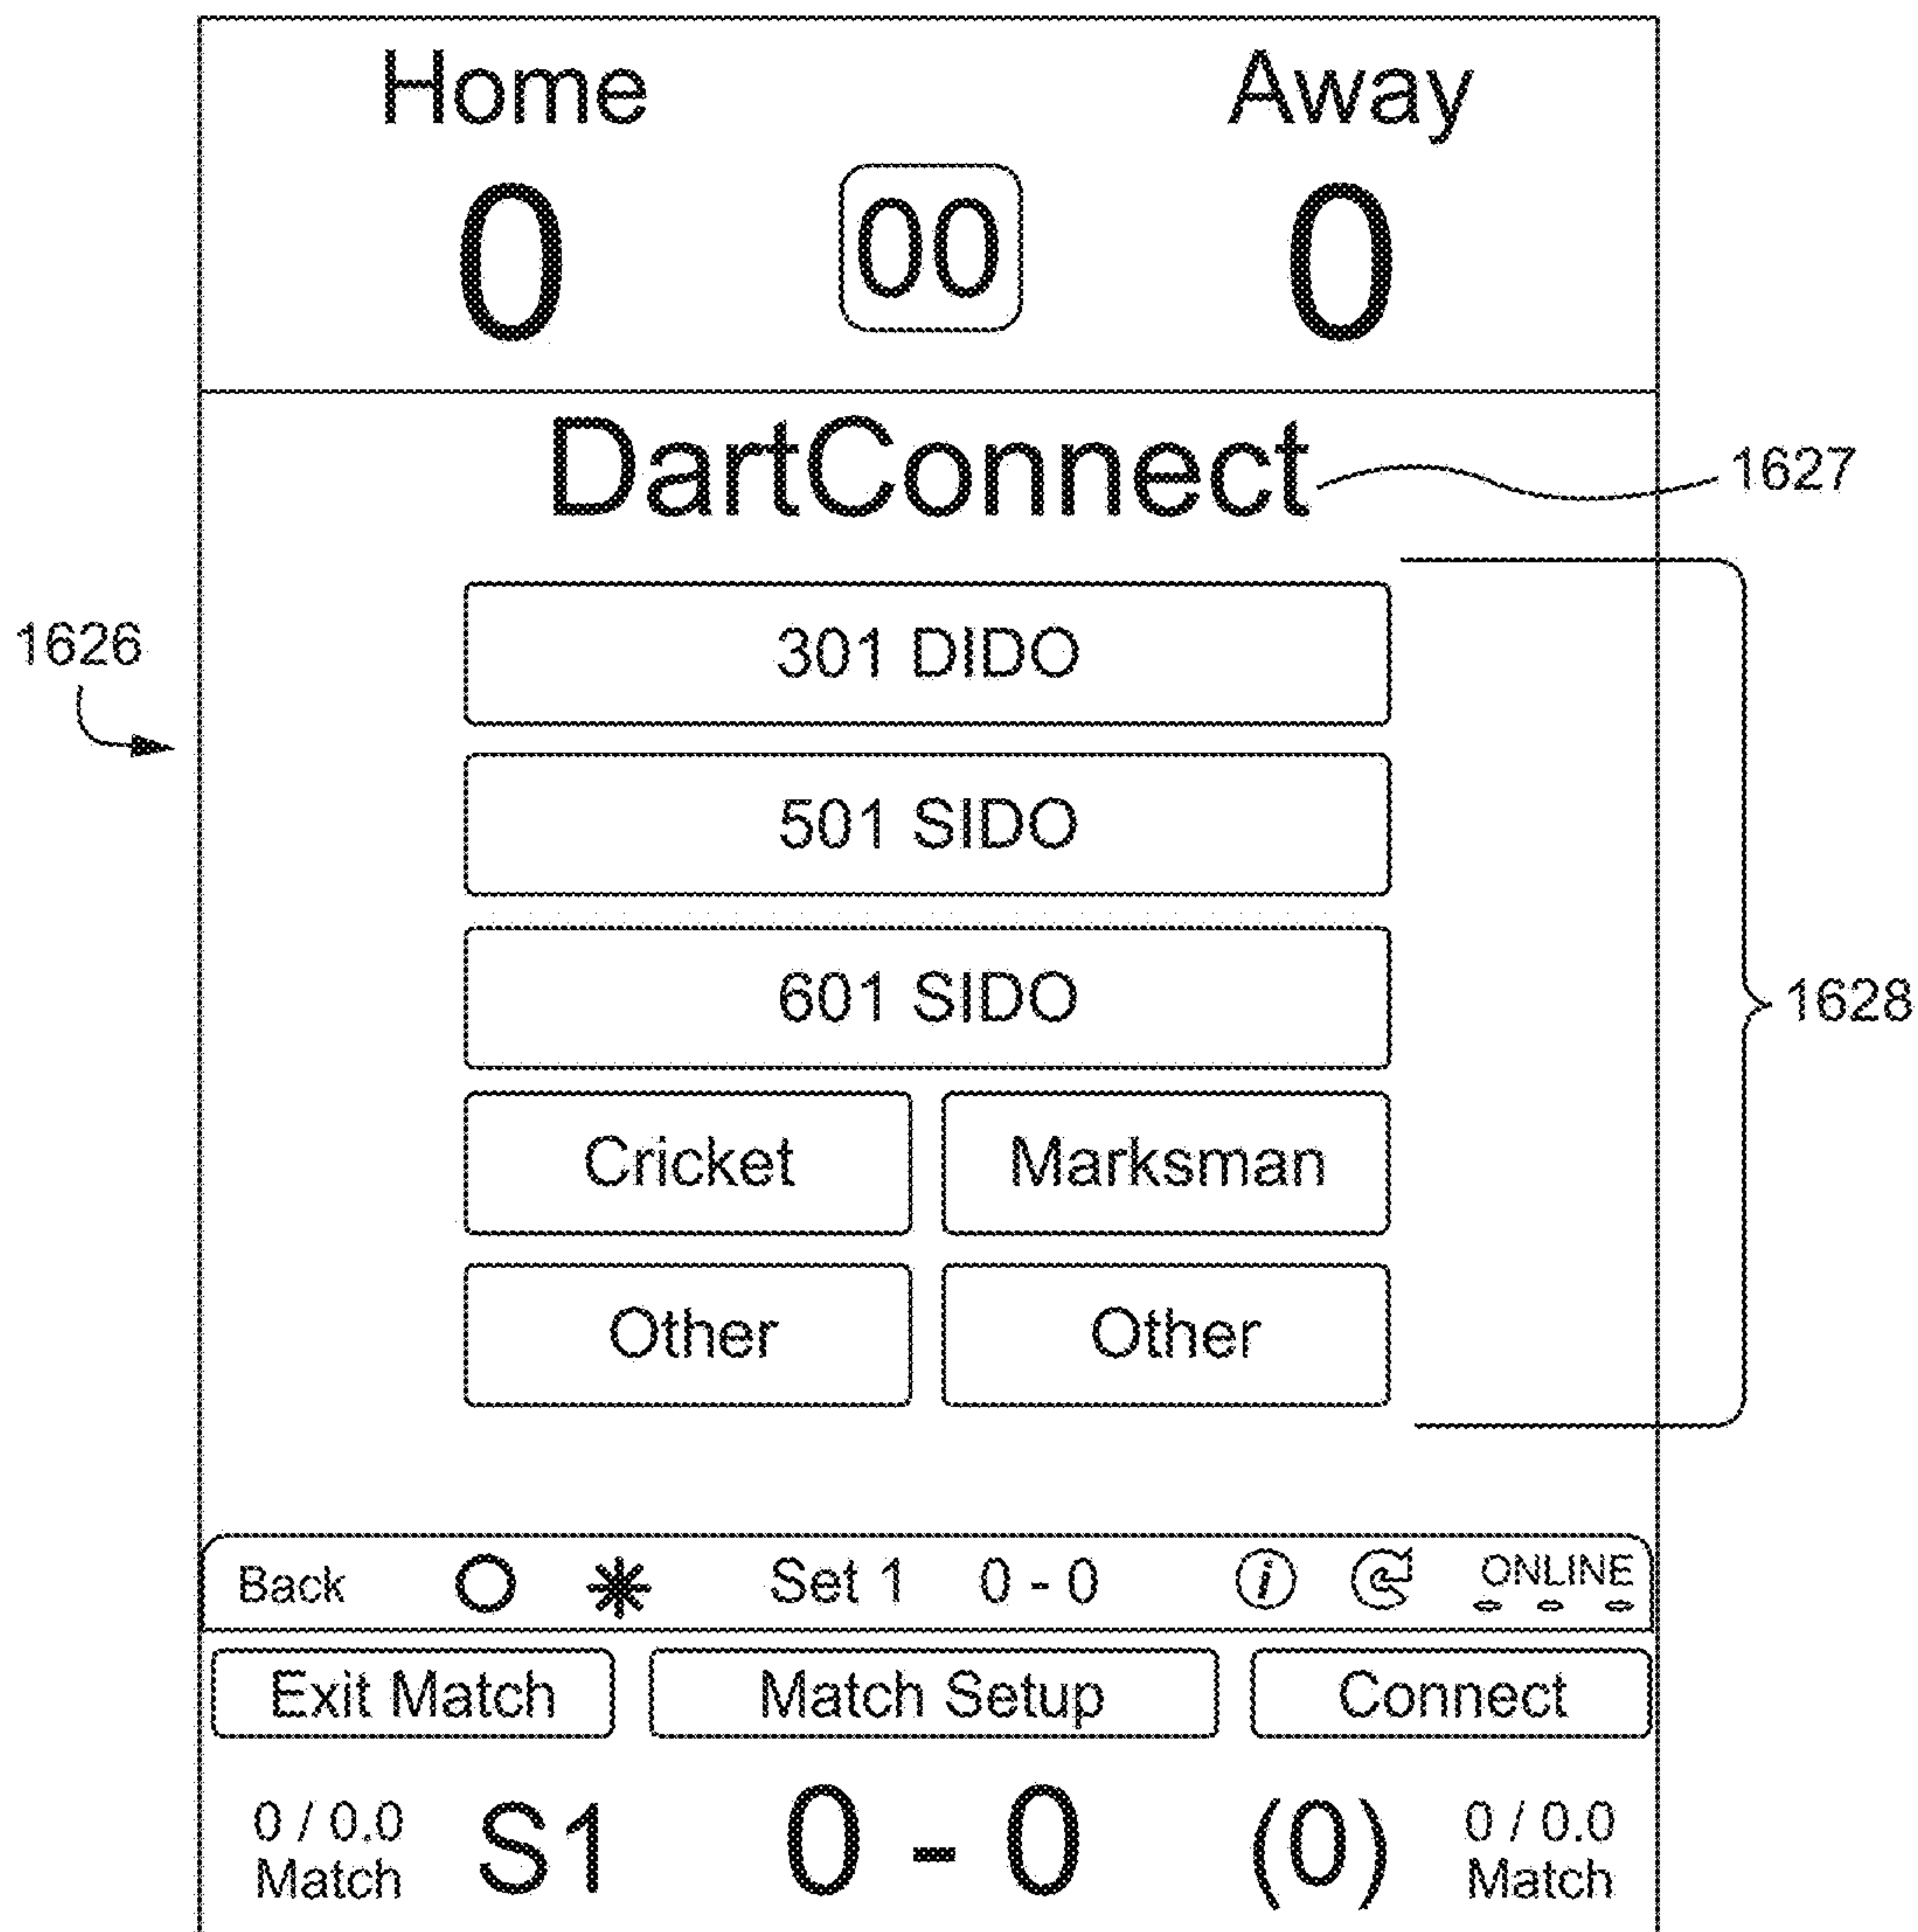 Home Away
0 00 0
DartConnect 1627
301 DIDO
1626
501 SIDO
601 SIDO
1628
Cricket Marksman
Other Other
Back Set 1 0 - 0 i ONLINE
Exit Match Match Setup Connect
0 / 0.0 S1 0 - 0 (0) 0 / 0.0
Match Match